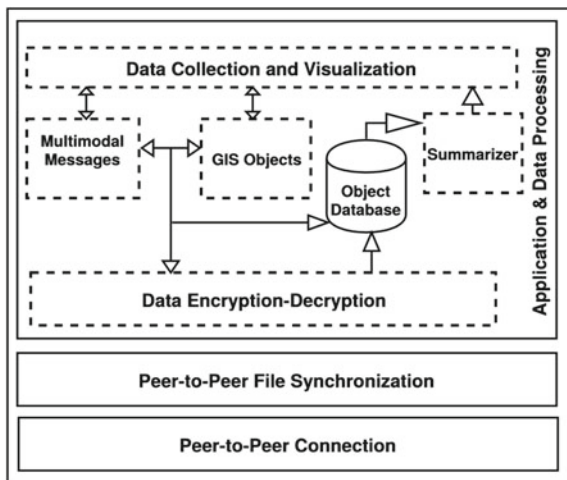 Data Collection and Visualization
Multimodal
Messages
GIS Objects
Object
Database
Summarizer
Data Encryption-Decryption
Application & Data Processing
Peer-to-Peer File Synchronization
Peer-to-Peer Connection